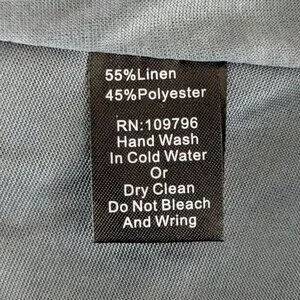 55%Linen
45%Polyester
RN:109796
Hand Wash
In Cold Water
Or
Dry Clean
Do Not Bleach
And Wring